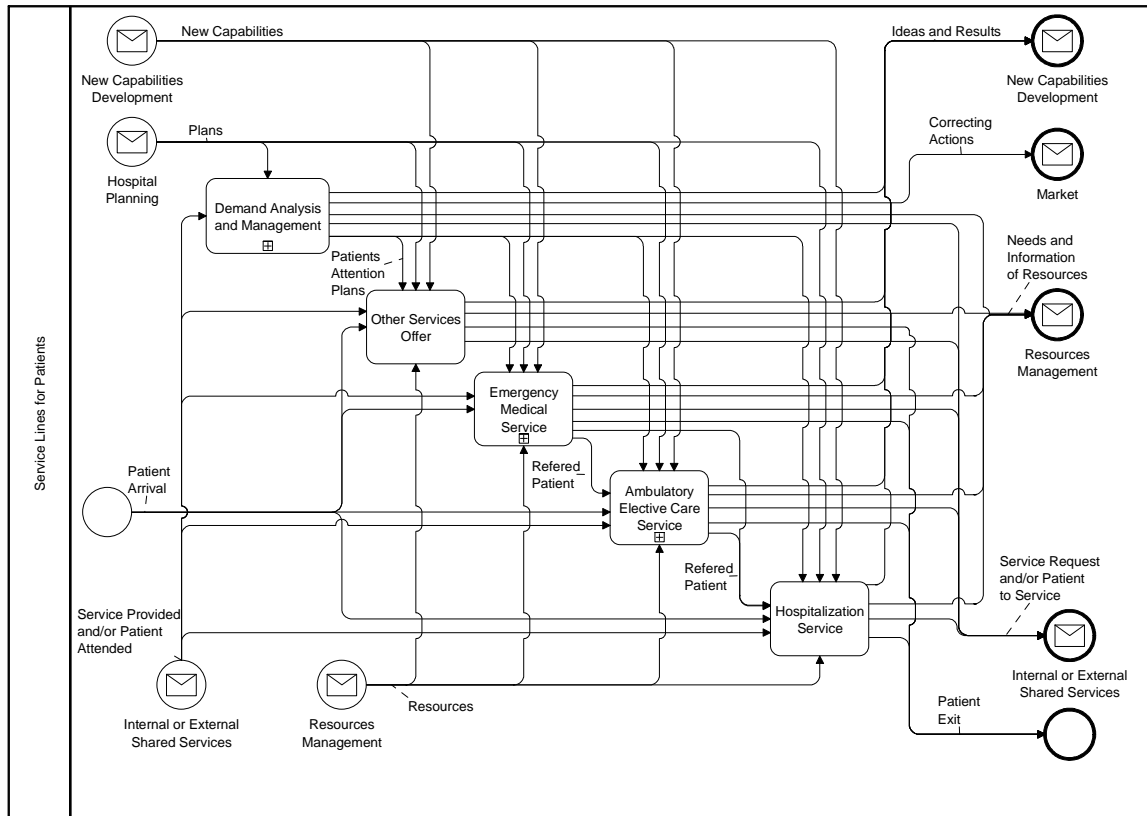 Service Lines for Patients
New Capabilities
New Capabilities
Development
Ideas and Results
New Capabilities
Development
Plans
Hospital
Planning
Correcting
Actions
Market
Demand Analysis
and Management
Patients
Attention
Plans
Needs and
Information
of Resources
Resources
Management
Other Services
Offer
Emergency
Medical
Service
Refered
Patient
Patient
Arrival
Ambulatory
Elective Care
Service
Refered
Patient
Service Request
and/or Patient
to Service
Hospitalization
Service
Service Provided
and/or Patient
Attended
Internal or External
Shared Services
Resources
Management
Resources
Internal or External
Shared Services
Patient
Exit